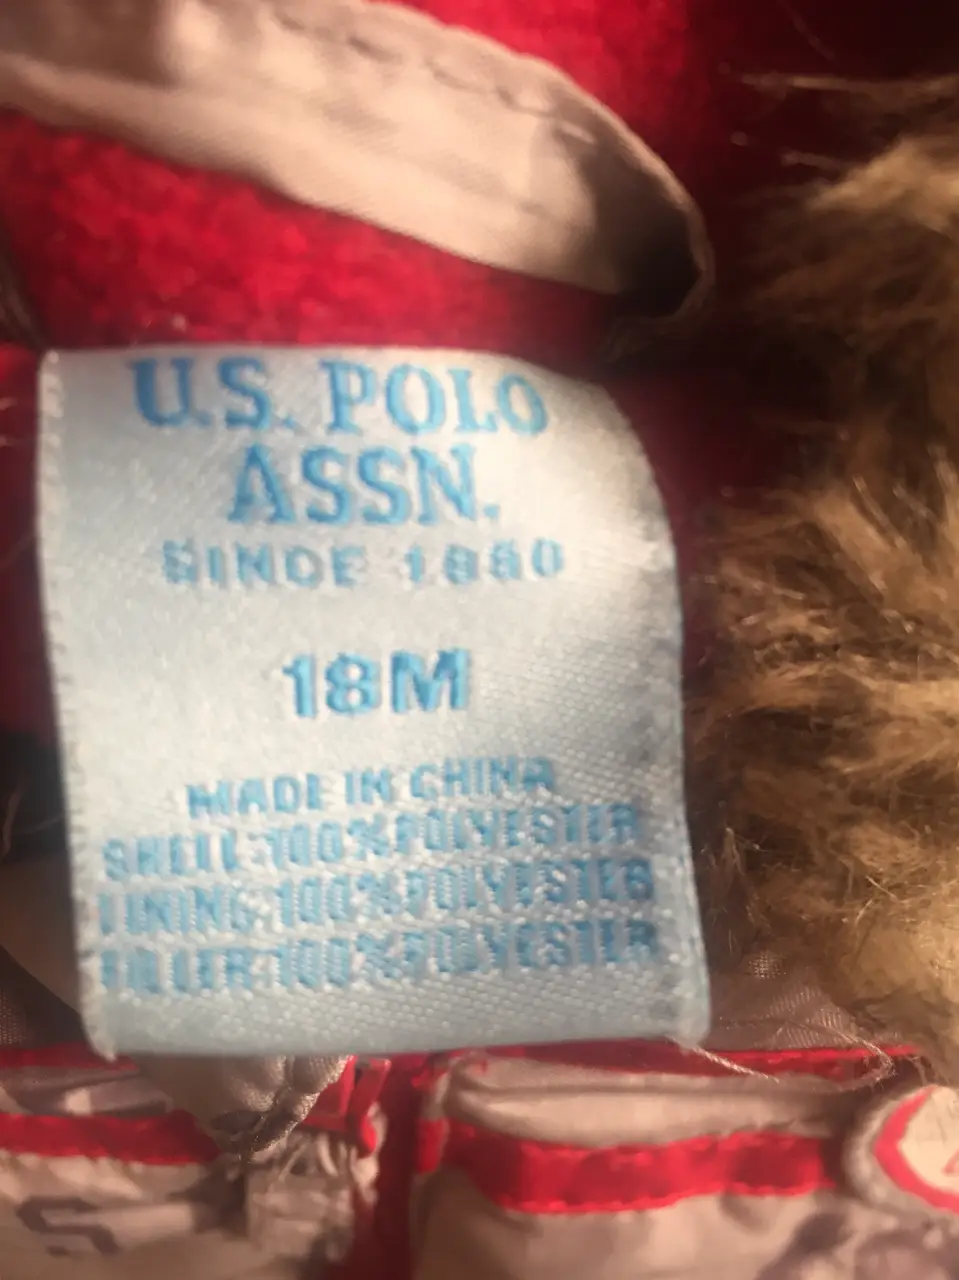 U.S. POLO
ASSN.
SINCE 1890
18M
MADE IN CHINA
SHELL:100%POLYESTER
LINING:100%POLYESTER
FILLER:100%POLYESTER